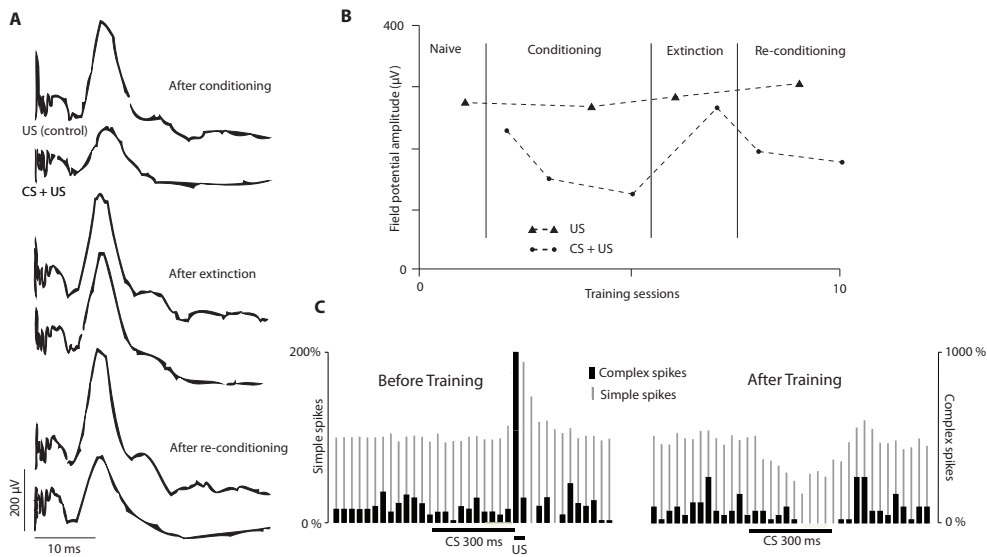 A
After conditioning
US (control)
CS + US
After extinction
After re-conditioning
200 µV
10 ms
B
400
Naive
Conditioning
Extinction
Re-conditioning
Field potential amplitude (µV)
US
CS + US
0
0
Training sessions
10
C
200%
Before Training
Complex spikes
Simple spikes
After Training
1000 %
Simple spikes
Complex spikes
0 %
CS 300 ms
US
CS 300 ms
0 %